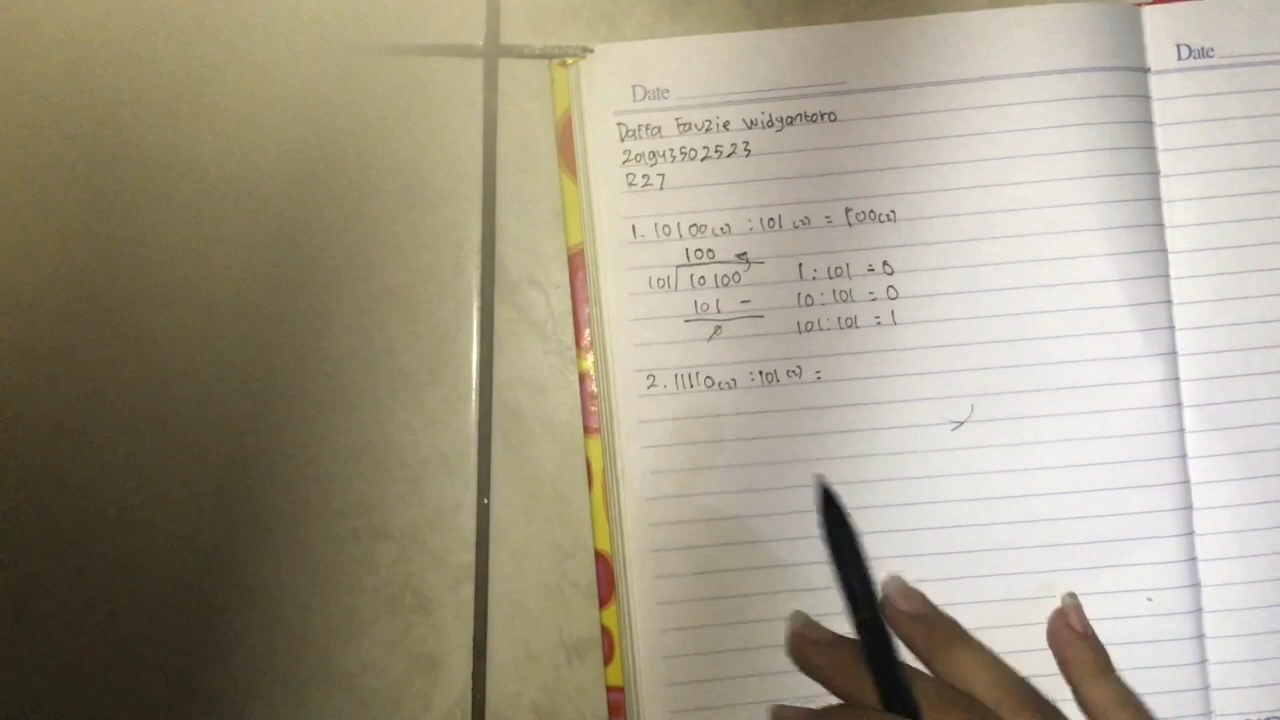 Date
Date
Daffa Fauzie Widyantoro
201943502523
R27
1. 10100(2) : 101 (2) = 100(2)
100
101 10100
1 : 101 = 0
101 -
10 : 101 = 0
0
101 : 101 = 1
2. 11110(2) : 101 (2) =